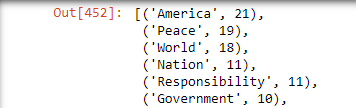 Out[452]: [('America', 21),
('Peace', 19),
('World', 18),
('Nation', 11),
('Responsibility', 11),
('Government', 10),